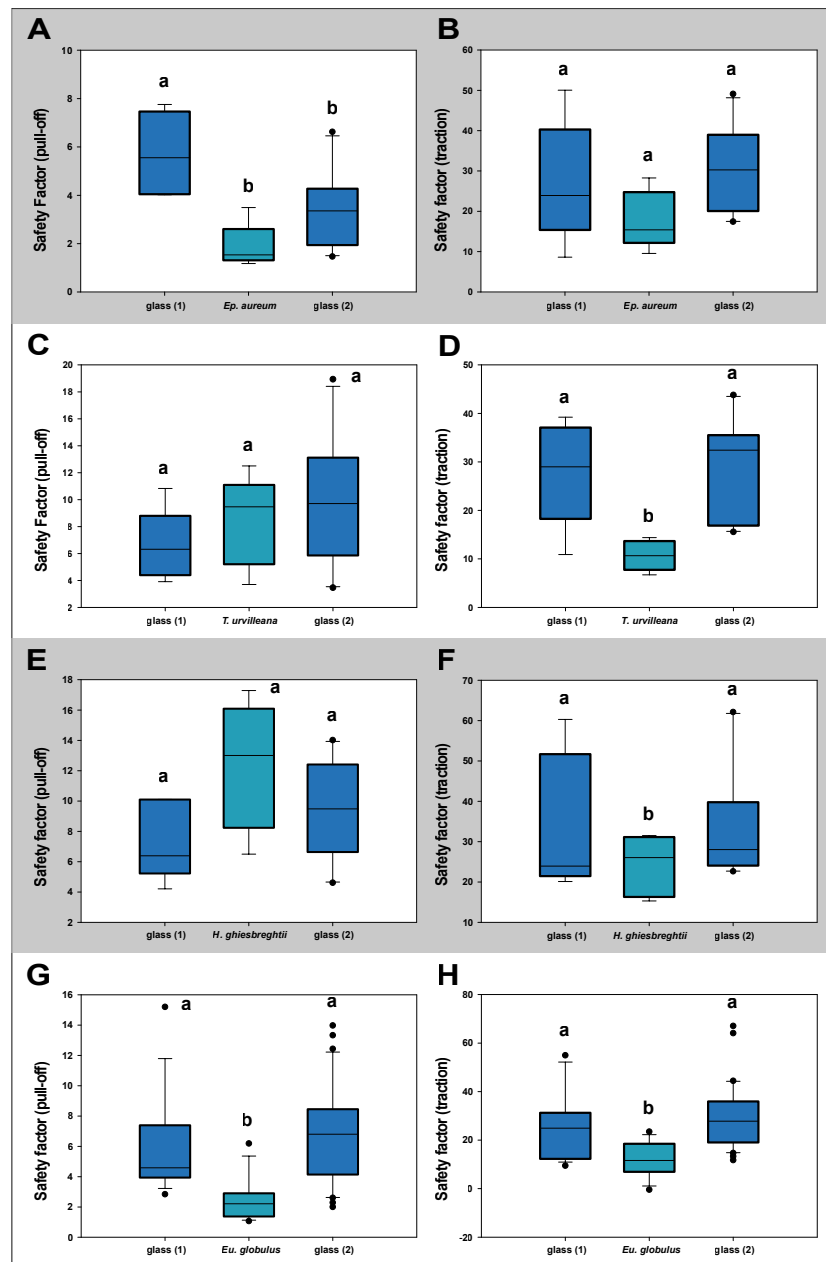 A
B
10
8
6
4
2
0
Safety Factor (pull-off)
a
b
b
glass (1)
Ep. aureum
glass (2)
60
50
40
30
20
10
0
Safety factor (traction)
a
a
a
glass (1)
Ep. aureum
glass (2)
C
D
20
18
16
14
12
10
8
6
4
2
Safety Factor (pull-off)
a
a
a
glass (1)
T. urvilleana
glass (2)
50
40
30
20
10
0
Safety factor (traction)
a
b
a
glass (1)
T. urvilleana
glass (2)
E
F
18
16
14
12
10
8
6
4
2
Safety factor (pull-off)
a
a
a
glass (1)
H. ghiesbreghtii
glass (2)
70
60
50
40
30
20
10
Safety factor (traction)
a
b
a
glass (1)
H. ghiesbreghtii
glass (2)
G
H
16
14
12
10
8
6
4
2
0
Safety factor (pull-off)
a
b
a
glass (1)
Eu. globulus
glass (2)
80
60
40
20
0
-20
Safety factor (traction)
a
b
a
glass (1)
Eu. globulus
glass (2)